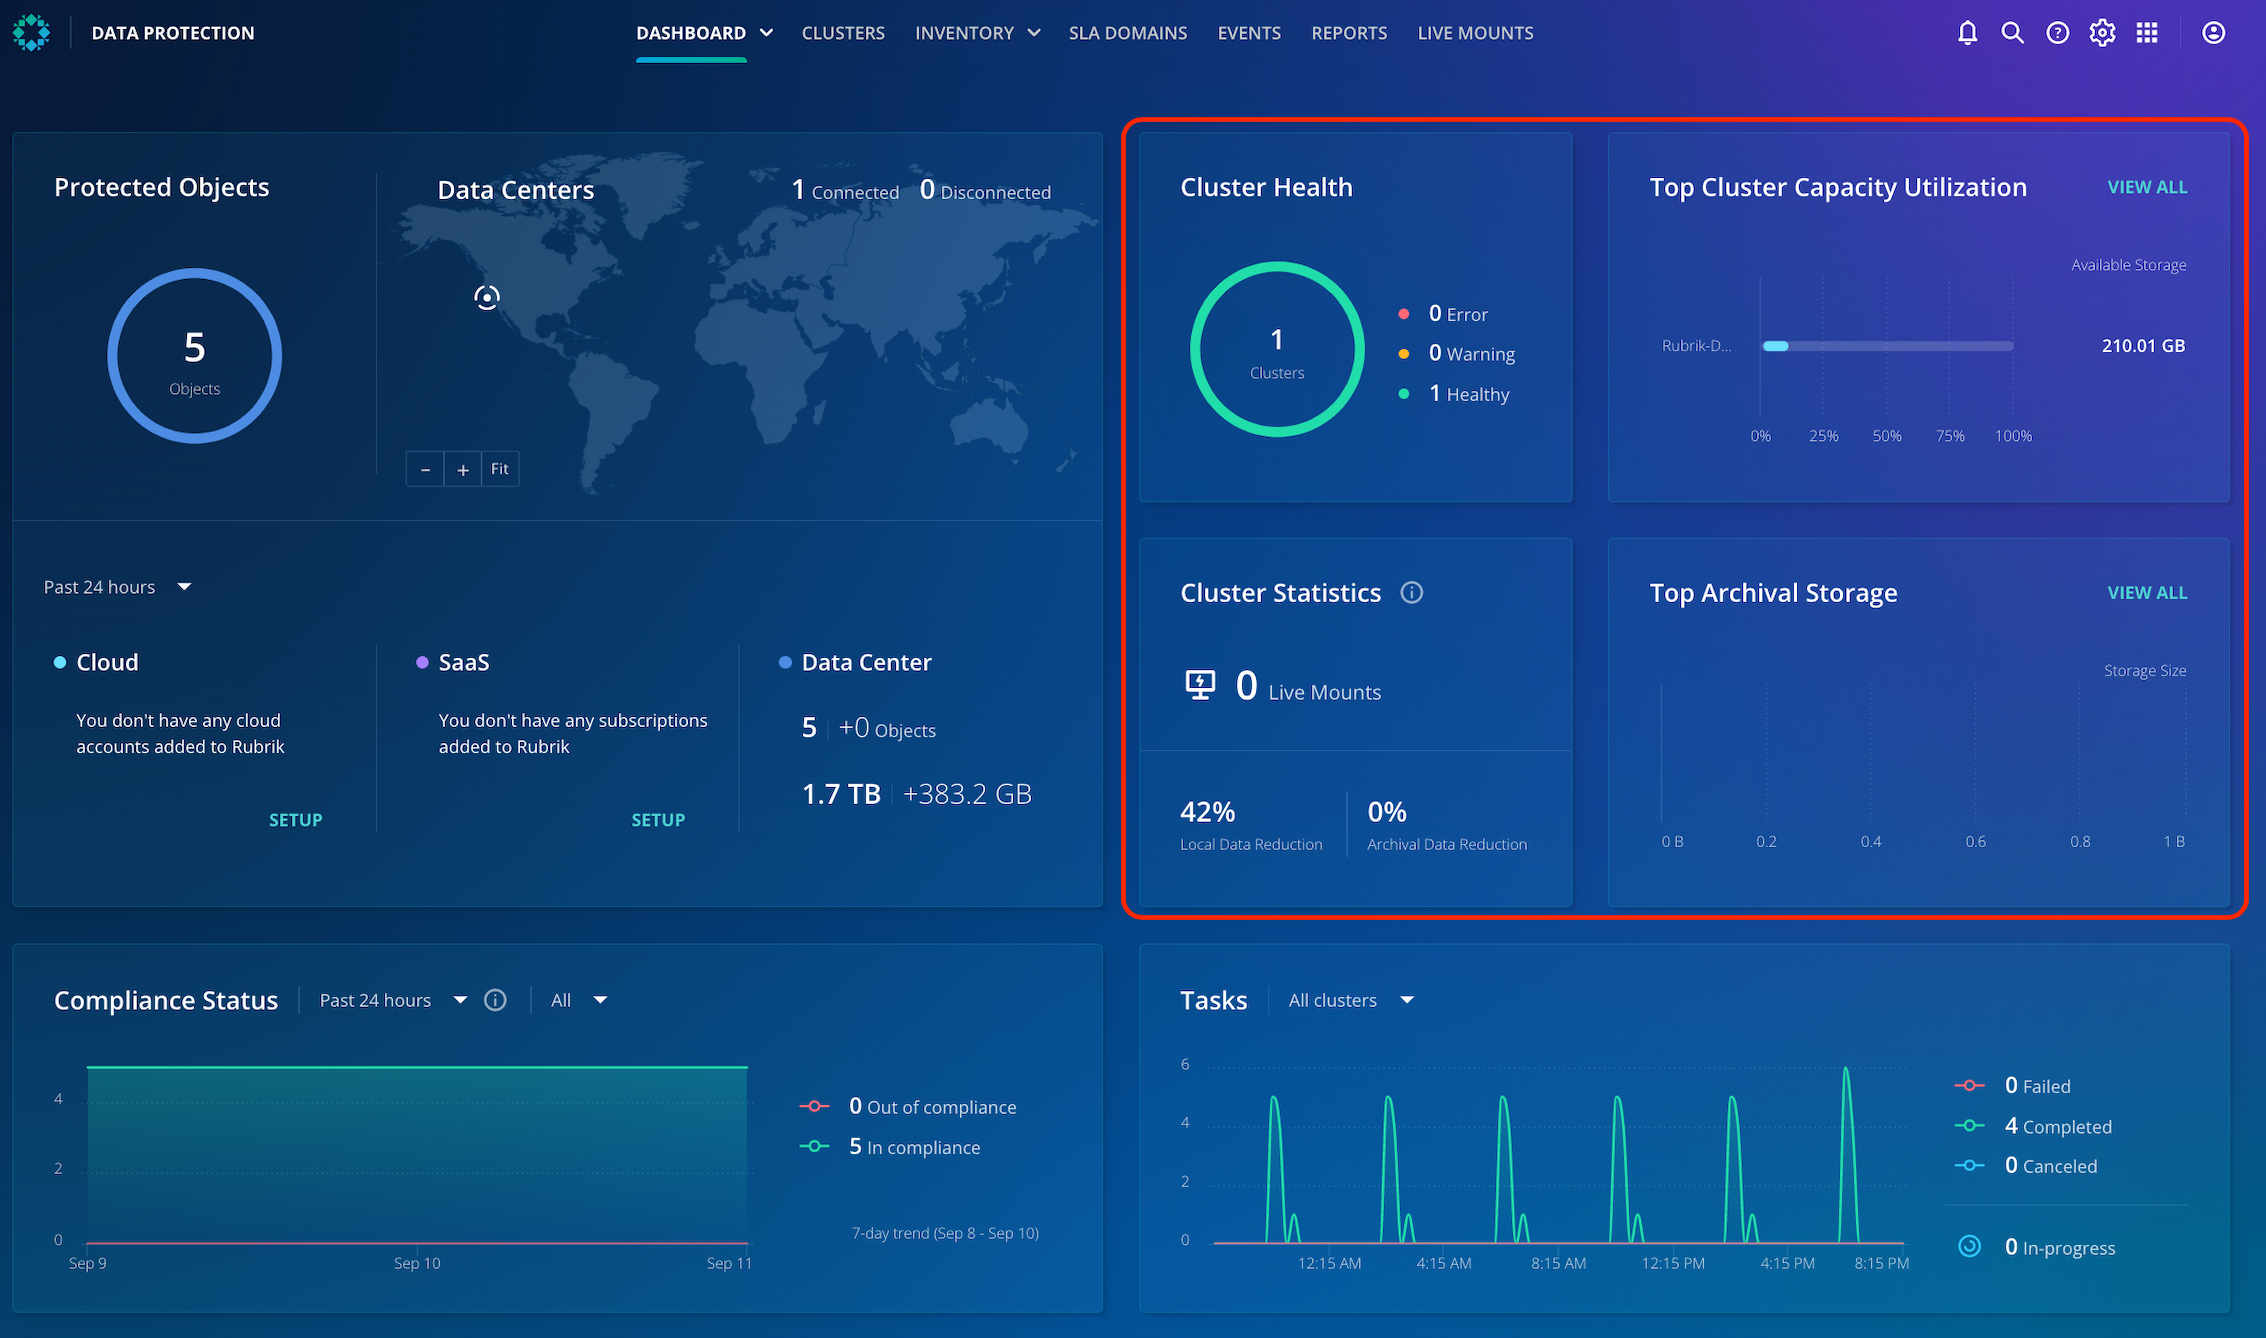 DATA PROTECTION
DASHBOARD
CLUSTERS
INVENTORY
SLA DOMAINS
EVENTS
REPORTS
LIVE MOUNTS
Protected Objects
5
Objects
Data Centers
1 Connected
0 Disconnected
-
+
Fit
Past 24 hours
Cloud
You don't have any cloud
accounts added to Rubrik
SETUP
SaaS
You don't have any subscriptions
added to Rubrik
SETUP
Data Center
5 +0 Objects
1.7 TB +383.2 GB
Cluster Health
1
Clusters
0 Error
0 Warning
1 Healthy
Top Cluster Capacity Utilization
VIEW ALL
Available Storage
Rubrik-D...
210.01 GB
0% 25% 50% 75% 100%
Cluster Statistics
0 Live Mounts
42%
Local Data Reduction
0%
Archival Data Reduction
Top Archival Storage
VIEW ALL
Storage Size
0 B 0.2 0.4 0.6 0.8 1 B
Compliance Status
Past 24 hours
All
4
2
0
Sep 9 Sep 10 Sep 11
0 Out of compliance
5 In compliance
7-day trend (Sep 8 - Sep 10)
Tasks
All clusters
6
4
2
0
12:15 AM 4:15 AM 8:15 AM 12:15 PM 4:15 PM 8:15 PM
0 Failed
4 Completed
0 Canceled
0 In-progress